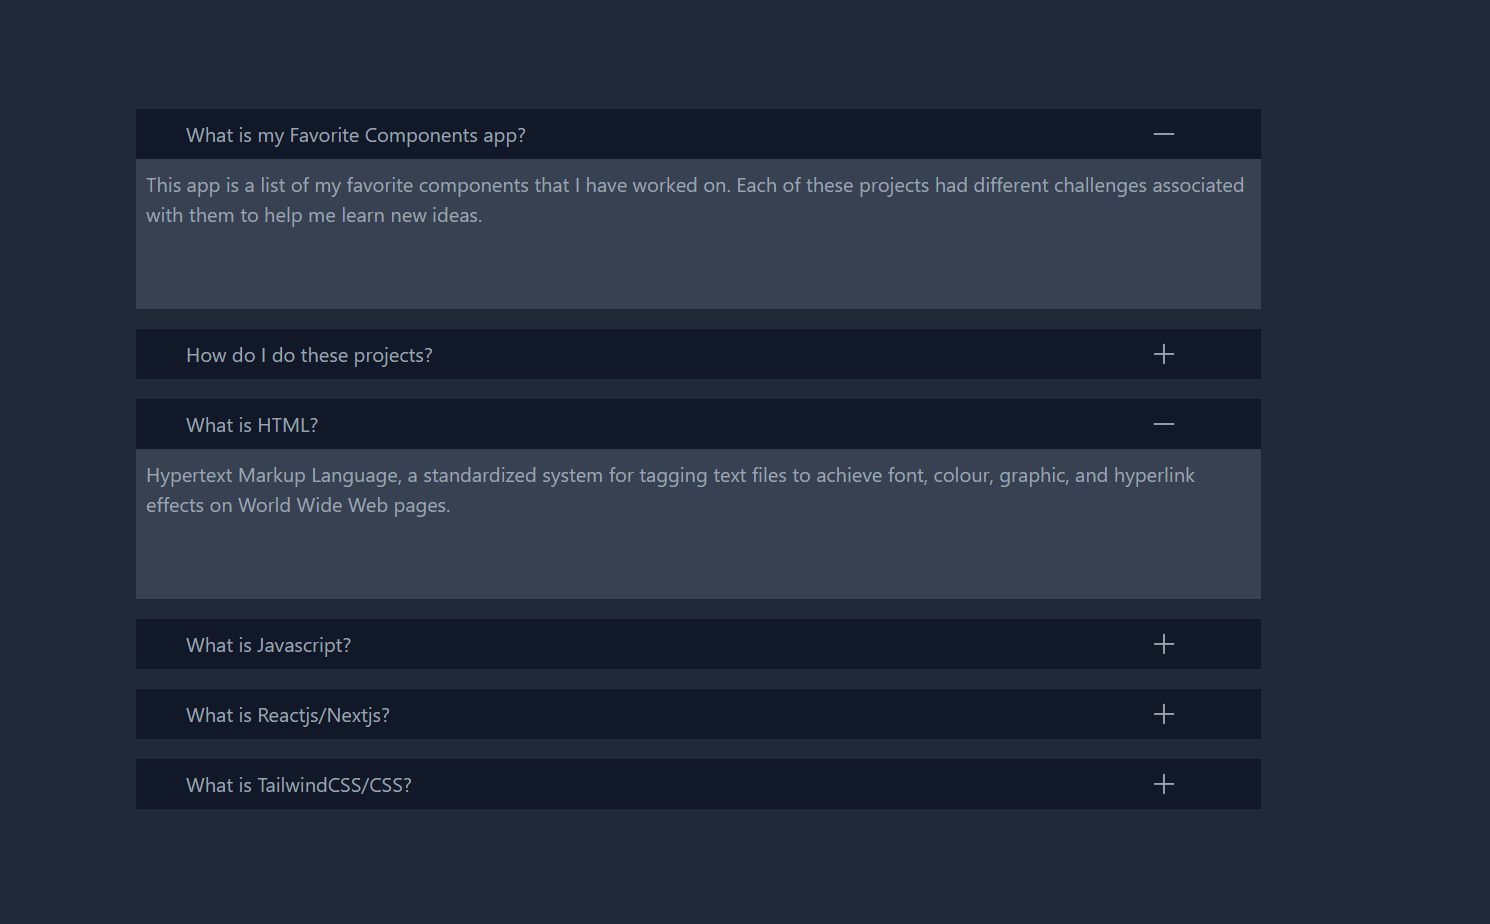 What is my Favorite Components app?
This app is a list of my favorite components that I have worked on. Each of these projects had different challenges associated
with them to help me learn new ideas.
How do I do these projects?
What is HTML?
Hypertext Markup Language, a standardized system for tagging text files to achieve font, colour, graphic, and hyperlink
effects on World Wide Web pages.
What is Javascript?
What is Reactjs/Nextjs?
What is TailwindCSS/CSS?